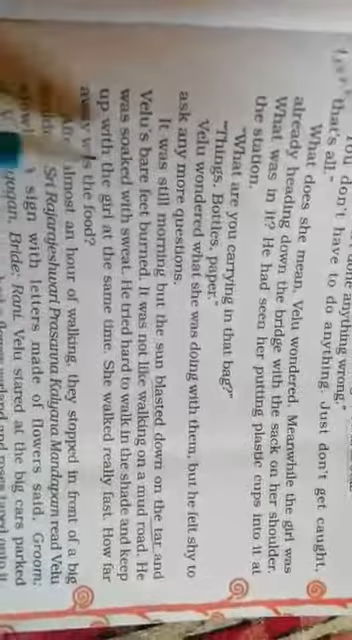 done anything wrong."
You don't have to do anything. Just don't get caught,
that's all."
What does she mean, Velu wondered. Meanwhile the girl was
already heading down the bridge with the sack on her shoulder.
What was in it? He had seen her putting plastic cups into it at
the station.
"What are you carrying in that bag?"
"Things. Bottles, paper."
Velu wondered what she was doing with them, but he felt shy to
ask any more questions.
It was still morning but the sun blasted down on the tar and
Velu's bare feet burned. It was not like walking on a mud road. He
was soaked with sweat. He tried hard to walk in the shade and keep
up with the girl at the same time. She walked really fast. How far
away was the food?
almost an hour of walking, they stopped in front of a big
Sri Rajarajeshwari Prasanna Kalyana Mandapam read Velu
sign with letters made of flowers said, Groom:
Bride: Rani. Velu stared at the big cars parked